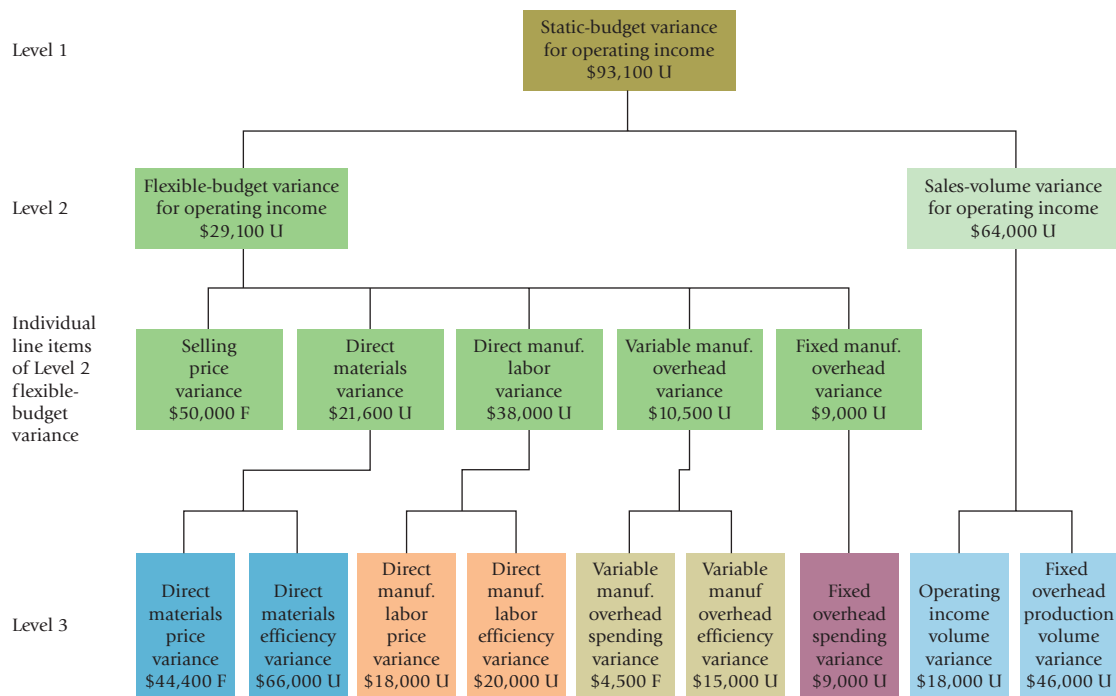 Level 1
Static-budget variance
for operating income
$93,100 U
Level 2
Flexible-budget variance
for operating income
$29,100 U
Sales-volume variance
for operating income
$64,000 U
Individual
line items
of Level 2
flexible-
budget
variance
Selling
price
variance
$50,000 F
Direct
materials
variance
$21,600 U
Direct manuf.
labor
variance
$38,000 U
Variable manuf.
overhead
variance
$10,500 U
Fixed manuf.
overhead
variance
$9,000 U
Level 3
Direct
materials
price
variance
$44,400 F
Direct
materials
efficiency
variance
$66,000 U
Direct
manuf.
labor
price
variance
$18,000 U
Direct
manuf.
labor
efficiency
variance
$20,000 U
Variable
manuf.
overhead
spending
variance
$4,500 F
Variable
manuf
overhead
efficiency
variance
$15,000 U
Fixed
overhead
spending
variance
$9,000 U
Operating
income
volume
variance
$18,000 U
Fixed
overhead
production
volume
variance
$46,000 U